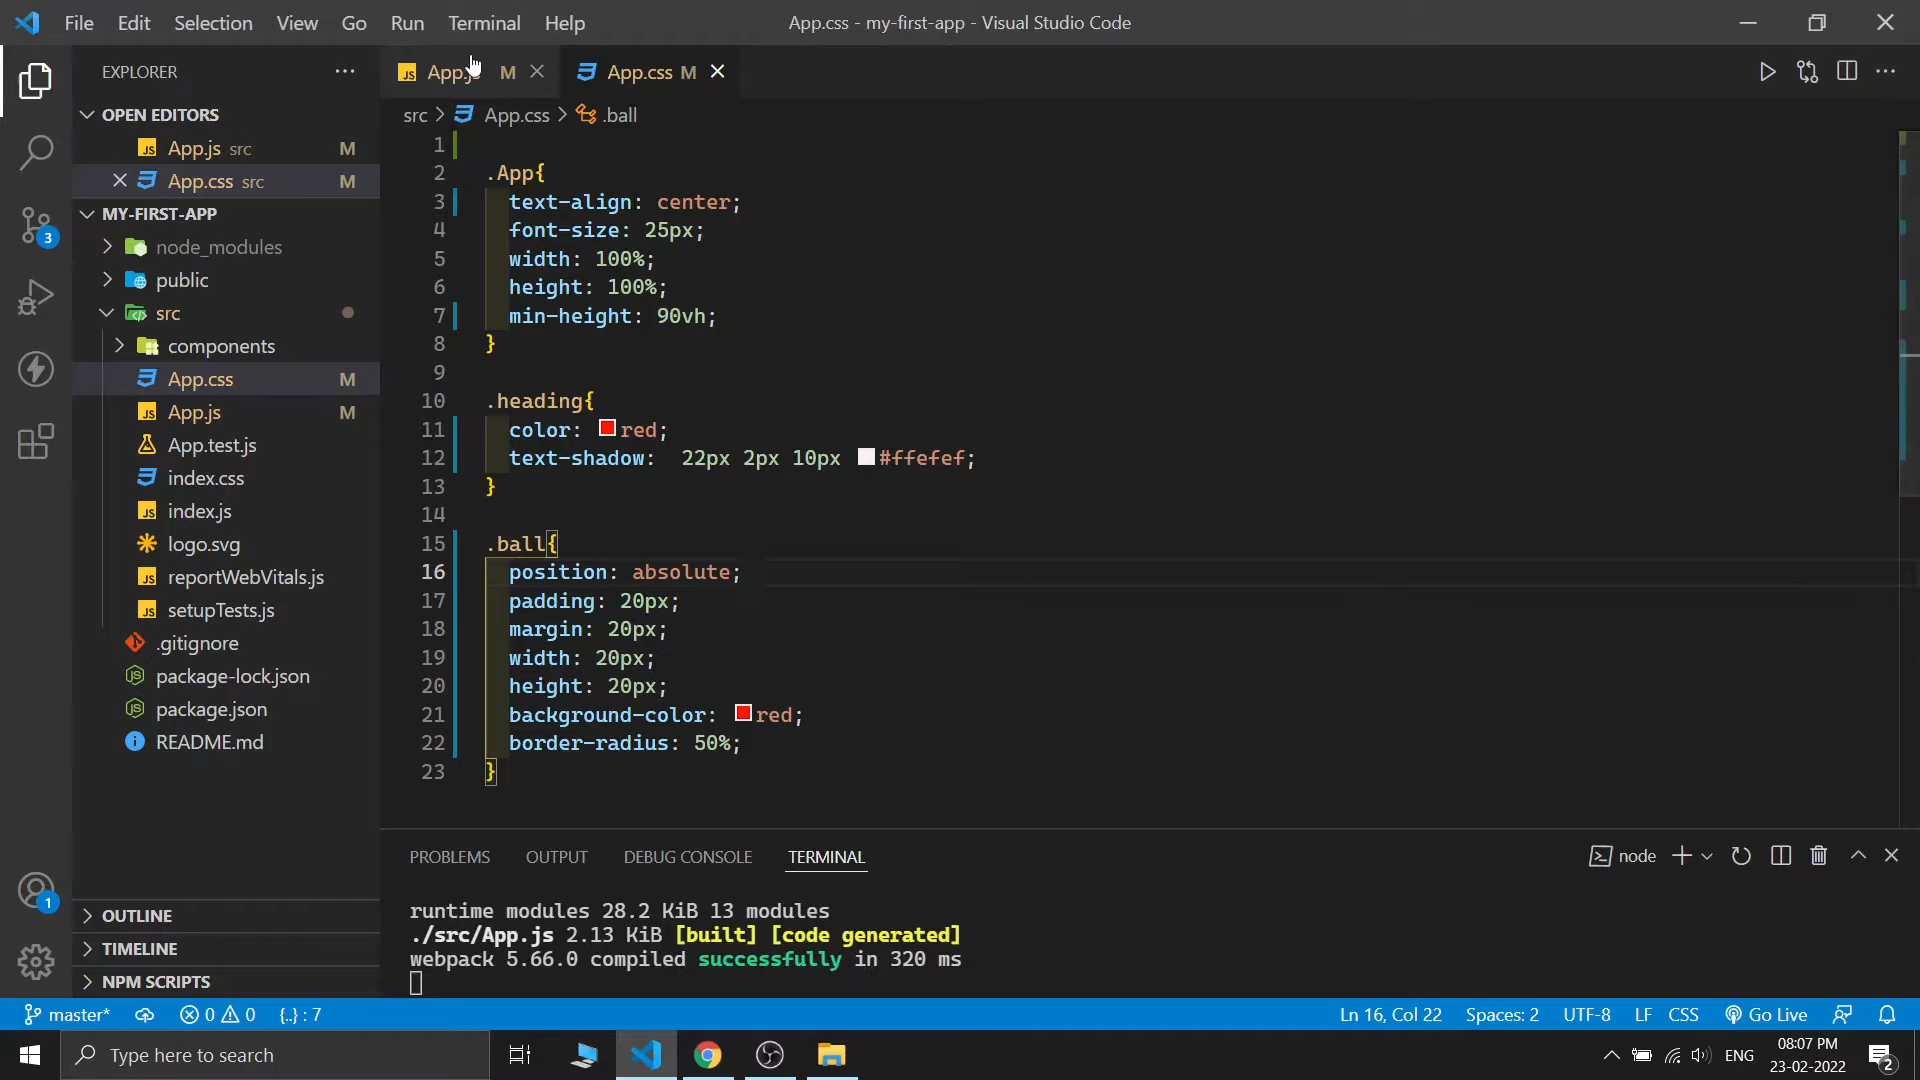 File Edit Selection View Go Run Terminal Help
App.css - my-first-app - Visual Studio Code
EXPLORER
OPEN EDITORS
App.js src M
App.css src M
MY-FIRST-APP
node_modules
public
src
components
App.css M
App.js M
App.test.js
index.css
index.js
logo.svg
reportWebVitals.js
setupTests.js
.gitignore
package-lock.json
package.json
README.md
OUTLINE
TIMELINE
NPM SCRIPTS
3
1
App.js M App.css M
src > App.css > .ball
1
2 .App{
3 text-align: center;
4 font-size: 25px;
5 width: 100%;
6 height: 100%;
7 min-height: 90vh;
8 }
9
10 .heading{
11 color: red;
12 text-shadow:  22px 2px 10px #ffefef;
13 }
14
15 .ball{
16 position: absolute;
17 padding: 20px;
18 margin: 20px;
19 width: 20px;
20 height: 20px;
21 background-color: red;
22 border-radius: 50%;
23 }
PROBLEMS OUTPUT DEBUG CONSOLE TERMINAL
node
runtime modules 28.2 KiB 13 modules
./src/App.js 2.13 KiB [built] [code generated]
webpack 5.66.0 compiled successfully in 320 ms
master* 0 0 {..} : 7
Ln 16, Col 22 Spaces: 2 UTF-8 LF CSS Go Live
Type here to search
ENG
08:07 PM
23-02-2022
2